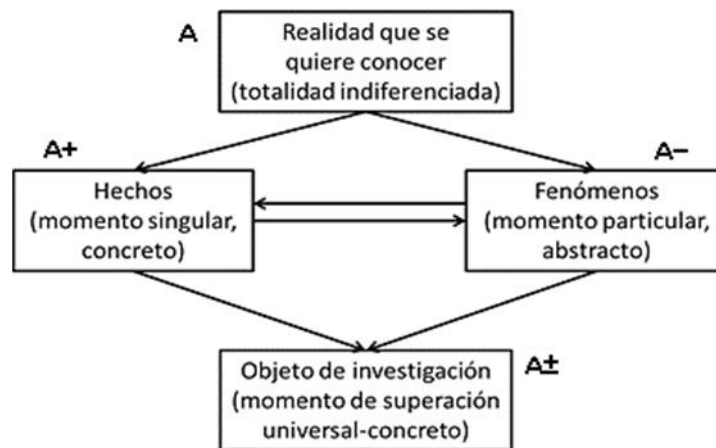 A
Realidad que se
quiere conocer
(totalidad indiferenciada)
A+
Hechos
(momento singular,
concreto)
A−
Fenómenos
(momento particular,
abstracto)
Objeto de investigación
(momento de superación
universal-concreto)
A±